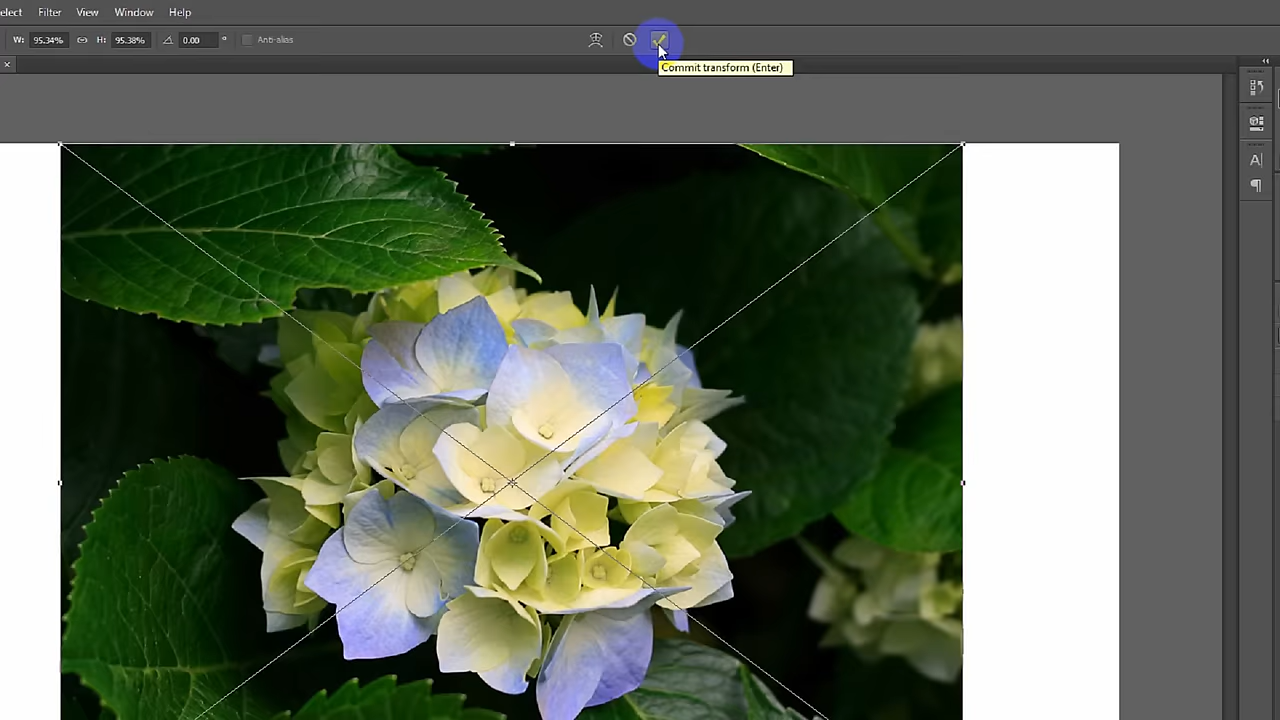 elect Filter View Window Help
W: 95.34% H: 95.38% 0.00 ° Anti-alias
Commit transform (Enter)
A|